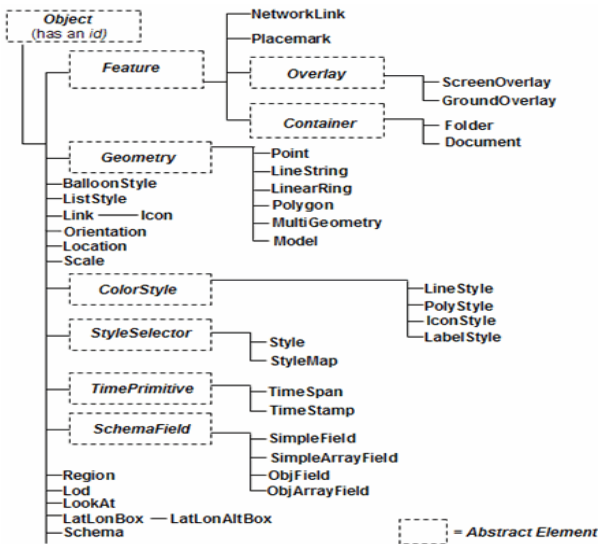 Object
(has an id)
NetworkLink
Placemark
Feature
Overlay
ScreenOverlay
GroundOverlay
Container
Folder
Document
Geometry
Point
LineString
LinearRing
Polygon
MultiGeometry
Model
BalloonStyle
ListStyle
Link
Icon
Orientation
Location
Scale
ColorStyle
LineStyle
PolyStyle
IconStyle
LabelStyle
StyleSelector
Style
StyleMap
TimePrimitive
TimeSpan
TimeStamp
SchemaField
SimpleField
SimpleArrayField
ObjField
ObjArrayField
Region
Lod
LookAt
LatLonBox
LatLonAltBox
Schema
= Abstract Element